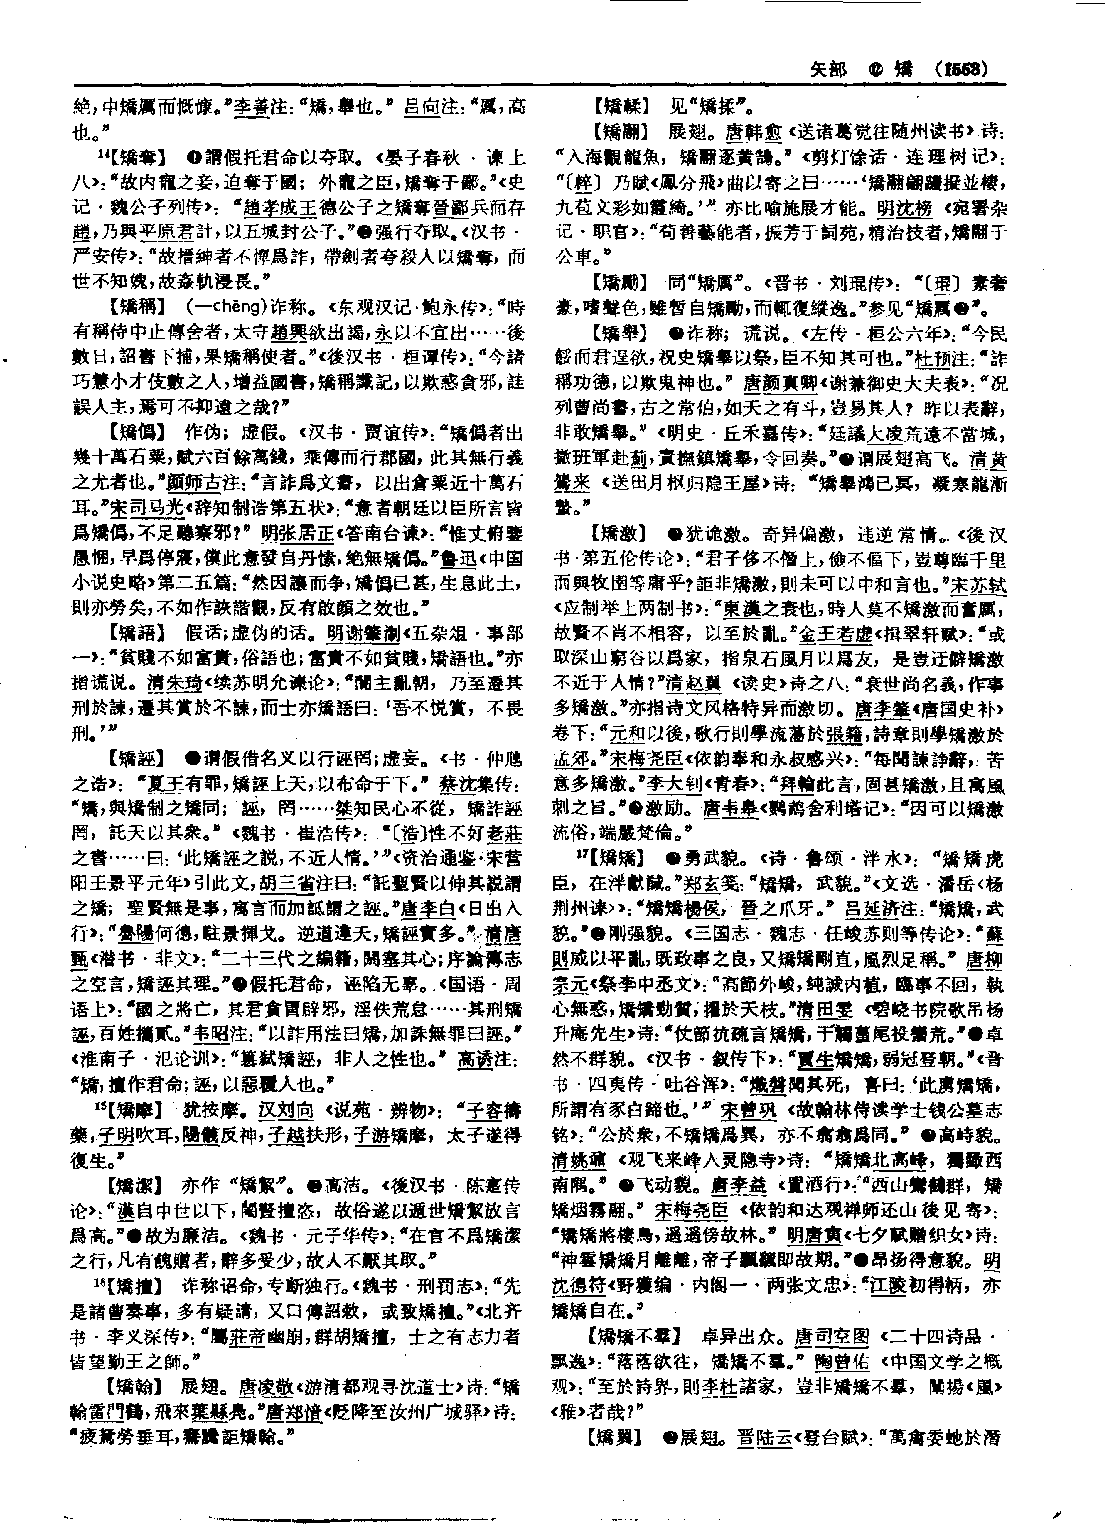 矢部 ⑫ 矯 （1553）
絶，中矯厲而慨慷。”李善注：“矯，舉也。” 吕向注：“厲，高
也。”
14【矯奪】 ❶謂假托君命以夺取。《晏子春秋·谏上
八》：“故内寵之妾，迫奪于國； 外寵之臣，矯奪于鄙。”《史
记·魏公子列传》： “趙孝成王德公子之矯奪晉鄙兵而存
趙，乃與平原君計，以五城封公子。”❷强行夺取。《汉书·
严安传》：“故搢紳者不憚爲詐，帶劍者夸殺人以矯奪，而
世不知媿，故姦軌浸長。”
【矯稱】 (—chēng)诈称。《东观汉记·鲍永传》：“時
有稱侍中止傳舍者，太守趙興欲出謁，永以不宜出……後
數日，詔書下捕，果矯稱使者。”《後汉书·桓谭传》：“今諸
巧慧小才伎數之人，增益國書，矯稱讖記，以欺惑貪邪，詿
誤人主，焉可不抑遠之哉？”
【矯僞】 作伪；虚假。《汉书·贾谊传》：“矯僞者出
幾十萬石粟，賦六百餘萬錢，乘傳而行郡國，此其無行義
之尤者也。”颜师古注：“言詐爲文書，以出倉粟近十萬石
耳。”宋司马光《辞知制诰第五状》：“意者朝廷以臣所言皆
爲矯僞，不足聽察邪？” 明张居正《答南台谏》：“惟丈俯鑒
愚悃，早爲停寢，僕此意發自丹愫，絶無矯僞。”鲁迅《中国
小说史略》第二五篇：“然因讓而争，矯僞已甚，生息此土，
則亦勞矣，不如作詼諧觀，反有啟顏之效也。”
【矯語】 假话；虚伪的话。明谢肇淛《五杂俎·事部
一》：“貧賤不如富貴，俗語也；富貴不如貧賤，矯語也。”亦
指谎说。清朱琦《续苏明允谏论》：“闇主亂朝，乃至遷其
刑於諫，遷其賞於不諫，而士亦矯語曰：‘吾不悦賞，不畏
刑。’”
【矯誣】 ❶謂假借名义以行诬罔；虚妄。《书·仲虺
之诰》： “夏王有罪，矯誣上天，以布命于下。” 蔡沈集传：
“矯，與矯制之矯同； 誣，罔……桀知民心不從，矯詐誣
罔，託天以其衆。” 《魏书·崔浩传》： “〔浩〕性不好老莊
之書……曰：‘此矯誣之説，不近人情。’”《资治通鉴·宋营
阳王景平元年》引此文，胡三省注曰：“託聖賢以伸其説謂
之矯； 聖賢無是事，寓言而加詆謂之誣。”唐李白《日出入
行》：“魯陽何德，駐景揮戈。逆道違天，矯誣實多。”清唐
甄《潜书·非文》：“二十三代之編籍，閼塞其心；序論傳志
之空言，矯誣其理。”❷假托君命，诬陷无辜。《国语·周
语上》：“國之將亡，其君貪冒辟邪，淫佚荒怠……其刑矯
誣，百姓攜貳。”韦昭注：“以詐用法曰矯，加誅無罪曰誣。”
《淮南子·氾论训》：“篡弑矯誣，非人之性也。” 高诱注：
“矯，擅作君命；誣，以惡覆人也。”
15【矯摩】 犹按摩。汉刘向《说苑·辨物》：“子容擣
藥，子明吹耳，陽儀反神，子越扶形，子游矯摩， 太子遂得
復生。”
【矯潔】 亦作 “矯絜”。❶高洁。《後汉书·陈寔传
论》：“漢自中世以下，閹豎擅恣，故俗遂以遁世矯絜放言
爲高。”❷故为廉洁。《魏书·元子华传》：“在官不爲矯潔
之行，凡有餽贈者，辭多受少，故人不厭其取。”
16【矯擅】 诈称诏命，专断独行。《魏书·刑罚志》：“先
是諸曹奏事，多有疑請，又口傳詔敕，或致矯擅。”《北齐
书·李义深传》：“屬莊帝幽崩，群胡矯擅，士之有志力者
皆望勤王之師。”
【矯翰】 展翅。唐凌敬《游清都观寻沈道士》诗：“矯
翰雷門鶴，飛來葉縣鳧。”唐郑愔《贬降至汝州广城驿》诗：
“疲駑勞垂耳，騫騰詎矯翰。”
【矯輮】 见“矯揉”。
【矯翮】 展翅。唐韩愈《送诸葛觉往随州读书》诗：
“入海觀龍魚，矯翮逐黄鵠。”《剪灯馀话·连理树记》：
“〔粹〕乃賦《鳳分飛》曲以寄之曰……‘矯翮翩躚擬並棲，
九苞文彩如霞綺。’” 亦比喻施展才能。明沈榜《宛署杂
记·职官》：“苟善藝能者，振芳于詞苑，精治技者，矯翮于
公車。”
【矯勵】 同“矯厲”。《晋书·刘琨传》：“〔琨〕素奢
豪，嗜聲色，雖暫自矯勵，而輒復縱逸。”参见“矯厲❷”。
【矯舉】 ❶诈称；谎说。《左传·桓公六年》：“今民
餒而君逞欲，祝史矯舉以祭，臣不知其可也。”杜预注：“詐
稱功德，以欺鬼神也。” 唐颜真卿《谢兼御史大夫表》：“况
列曹尚書，古之常伯，如天之有斗，豈易其人？ 昨以表辭，
非敢矯舉。” 《明史·丘禾嘉传》：“廷議大凌荒遠不當城，
撤班軍赴薊，責撫鎮矯舉，令回奏。”❷谓展翅高飞。清黄
鷟来《送田月枢归隐王屋》诗： “矯舉鴻已冥，凝寒龍漸
蟄。”
【矯激】 ❶犹诡激。奇异偏激，违逆常情。《後汉
书·第五伦传论》：“君子侈不僭上，儉不偪下，豈尊臨千里
而與牧圉等庸乎？詎非矯激，則未可以中和言也。”宋苏轼
《应制举上两制书》：“東漢之衰也，時人莫不矯激而奮厲，
故賢不肖不相容，以至於亂。”金王若虚《揖翠轩赋》：“或
取深山窮谷以爲家，指泉石風月以爲友，是豈迂僻矯激
不近于人情？”清赵翼《读史》诗之八：“衰世尚名義，作事
多矯激。”亦指诗文风格特异而激切。唐李肇《唐国史补》
卷下：“元和以後，歌行則學流蕩於張籍，詩章則學矯激於
孟郊。”宋梅尧臣《依韵奉和永叔感兴》：“每聞諫諍辭，苦
意多矯激。”李大钊《青春》：“拜輪此言，固甚矯激，且寓風
刺之旨。”❷激励。唐韦皋《鹦鹉舍利塔记》：“因可以矯激
流俗，端嚴梵倫。”
17【矯矯】 ❶勇武貌。《诗·鲁颂·泮水》： “矯矯虎
臣，在泮獻馘。”郑玄笺：“矯矯，武貌。”《文选·潘岳〈杨
荆州诔〉》：“矯矯楊侯，晉之爪牙。” 吕延济注：“矯矯，武
貌。”❷刚强貌。《三国志·魏志·任峻苏则等传论》：“蘇
則威以平亂，既政事之良，又矯矯剛直，風烈足稱。” 唐柳
宗元《祭李中丞文》：“高節外峻，純誠内植，臨事不回，執
心無惑，矯矯勁質，擢於天枝。”清田雯《碧峣书院歌吊杨
升庵先生》诗：“仗節抗疏言矯矯，于觸蠆尾投蠻荒。”❸卓
然不群貌。《汉书·叙传下》：“賈生矯矯，弱冠登朝。”《晋
书·四夷传·吐谷浑》：“熾磐聞其死，喜曰：‘此虜矯矯，
所謂有豕白蹄也。’” 宋曾巩《故翰林侍读学士钱公墓志
铭》：“公於衆，不矯矯爲異，亦不翕翕爲同。” ❹高峙貌。
清姚鼐《观飞来峰入灵隐寺》诗： “矯矯北高峰，獨聳西
南隅。” ❺飞动貌。唐李益《置酒行》：“西山鸞鶴群，矯
矯烟霧翮。” 宋梅尧臣《依韵和达观禅师还山後见寄》：
“矯矯將棲鳥，遥遥傍故林。” 明唐寅《七夕赋赠织女》诗：
“神霄矯矯月離離，帝子飄飄即故期。”❻昂扬得意貌。明
沈德符《野獲编·内阁一·两张文忠》：“江陵初得柄，亦
矯矯自在。”
【矯矯不羣】 卓异出众。唐司空图《二十四诗品·
飘逸》：“落落欲往，矯矯不羣。” 陶曾佑《中国文学之概
观》：“至於詩界，則李杜諸家，豈非矯矯不羣，闡揚《風》
《雅》者哉？”
【矯翼】 ❶展翅。晋陆云《登台赋》：“萬禽委虵於潛